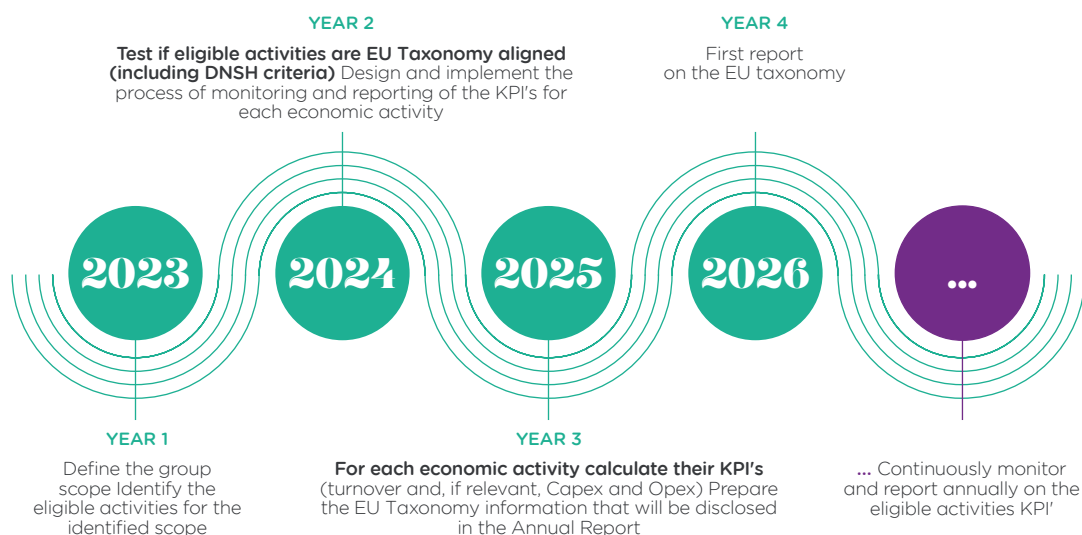 YEAR 2
Test if eligible activities are EU Taxonomy aligned
(including DNSH criteria) Design and implement the
process of monitoring and reporting of the KPI's for
each economic activity
YEAR 4
First report
on the EU taxonomy
2023
2024
2025
2026
...
YEAR 1
Define the group
scope Identify the
eligible activities for the
identified scope
YEAR 3
For each economic activity calculate their KPI's
(turnover and, if relevant, Capex and Opex) Prepare
the EU Taxonomy information that will be disclosed
in the Annual Report
... Continuously monitor
and report annually on the
eligible activities KPI'